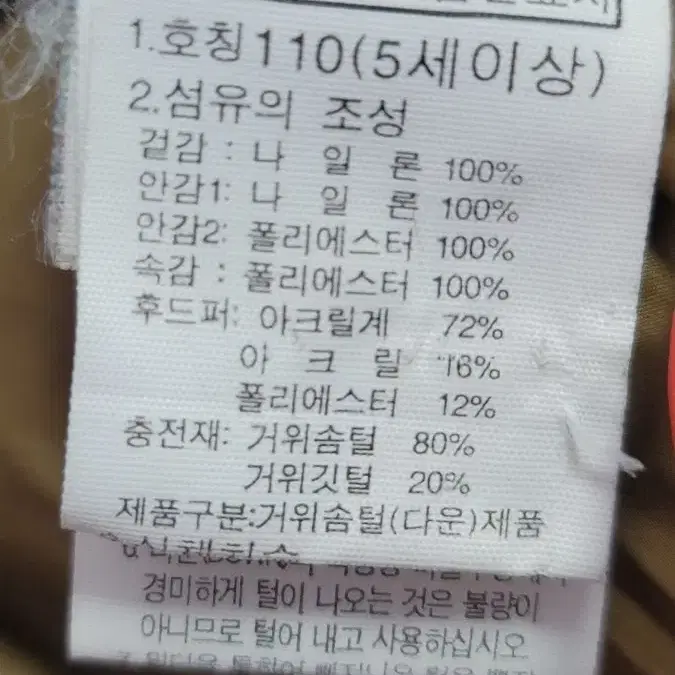 1.호칭110(5세이상)
2.섬유의 조성
겉감 : 나 일 론 100%
안감1: 나 일 론 100%
안감2: 폴리에스터 100%
속감 : 폴리에스터 100%
후드퍼: 아크릴계 72%
아 크 릴 16%
폴리에스터 12%
충전재: 거위솜털 80%
거위깃털 20%
제품구분:거위솜털(다운)제품
경미하게 털이 나오는 것은 불량이
아니므로 털어 내고 사용하십시오